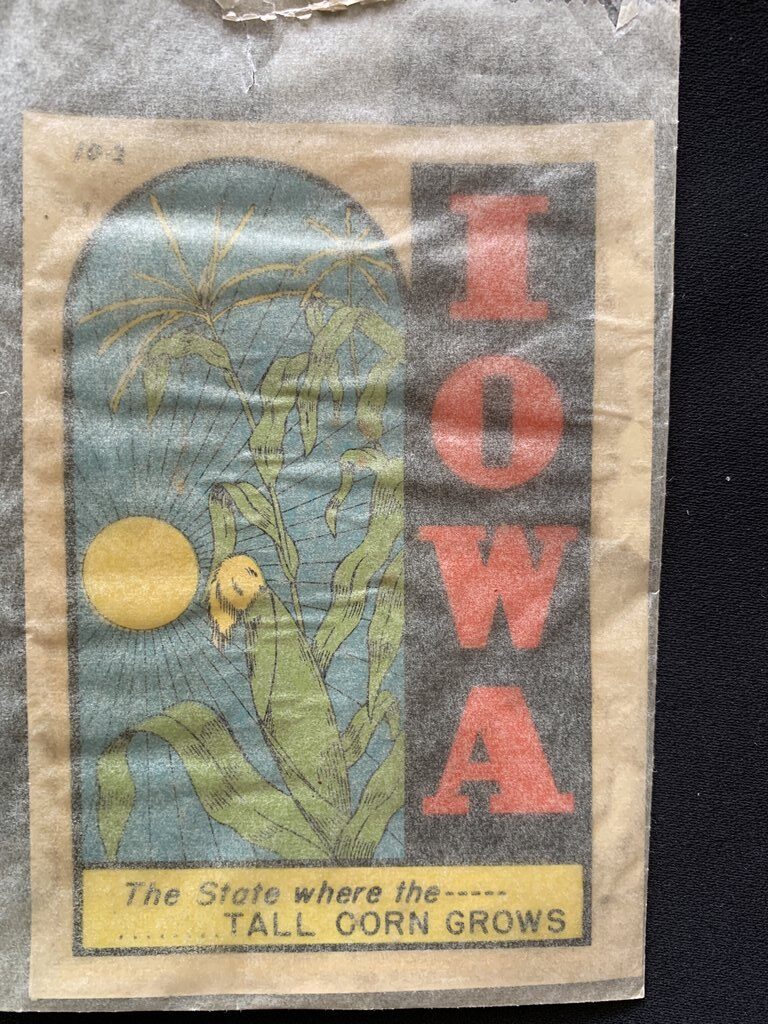 10-2
IOWA
The State where the-----
........TALL CORN GROWS